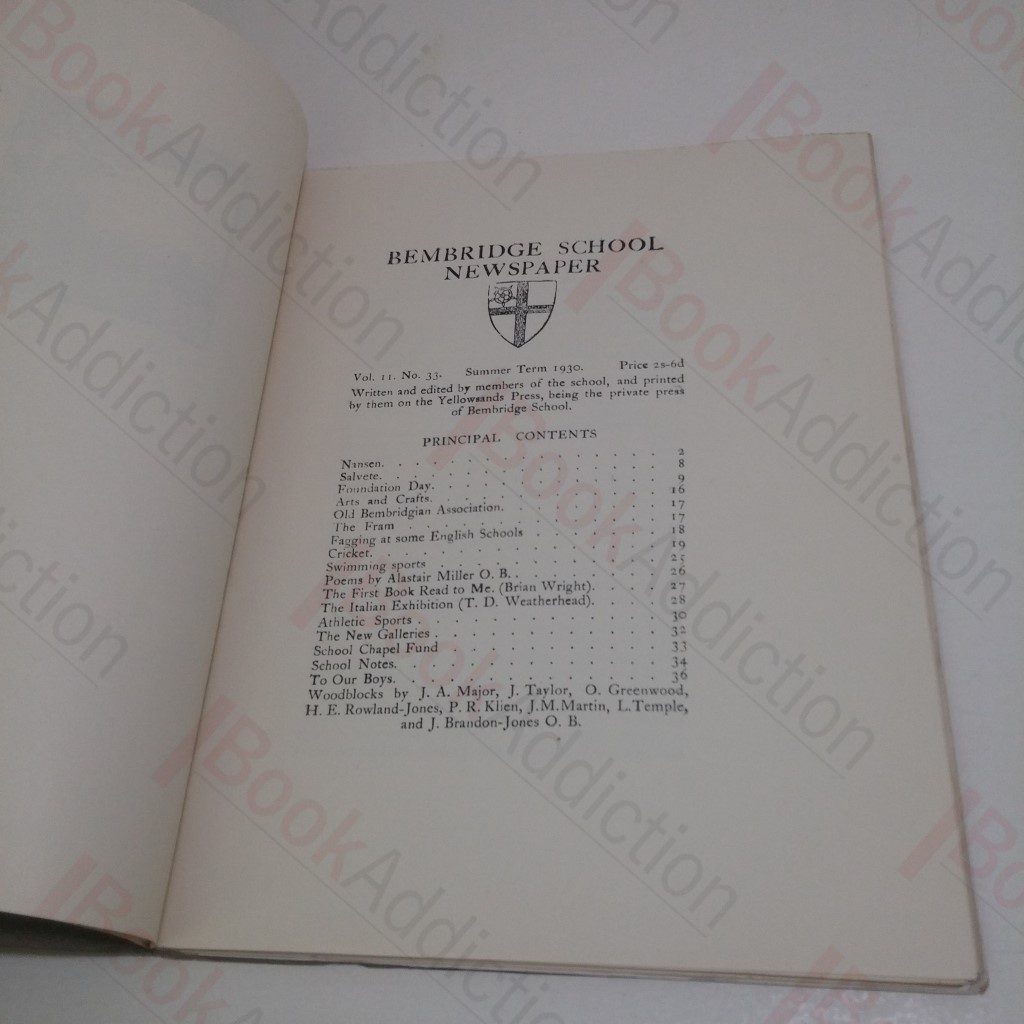 BEMBRIDGE SCHOOL
NEWSPAPER
Vol. 11. No. 33. Summer Term 1930. Price 2s-6d
Written and edited by members of the school, and printed
by them on the Yellowsands Press, being the private press
of Bembridge School.
PRINCIPAL CONTENTS
Nansen. . . . . . . . . . . . . . . 2
Salvete. . . . . . . . . . . . . . . 8
Foundation Day. . . . . . . . . . . . 9
Arts and Crafts. . . . . . . . . . . . 16
Old Bembridgian Association. . . . . . . . 17
The Fram . . . . . . . . . . . . . 17
Fagging at some English Schools . . . . . . 18
Cricket. . . . . . . . . . . . . . . 19
Swimming sports . . . . . . . . . . . 25
Poems by Alastair Miller O. B. . . . . . . . 26
The First Book Read to Me. (Brian Wright). . . . 27
The Italian Exhibition (T. D. Weatherhead). . . . 28
Athletic Sports . . . . . . . . . . . . 30
The New Galleries . . . . . . . . . . . 32
School Chapel Fund . . . . . . . . . . 33
School Notes. . . . . . . . . . . . . 34
To Our Boys. . . . . . . . . . . . . 36
Woodblocks by J. A. Major, J. Taylor, O. Greenwood,
H. E. Rowland-Jones, P. R. Klien, J.M.Martin, L.Temple,
and J. Brandon-Jones O. B.
BookAddiction
BookAddiction
BookAddiction
BookAddiction
BookAddiction
BookAddiction